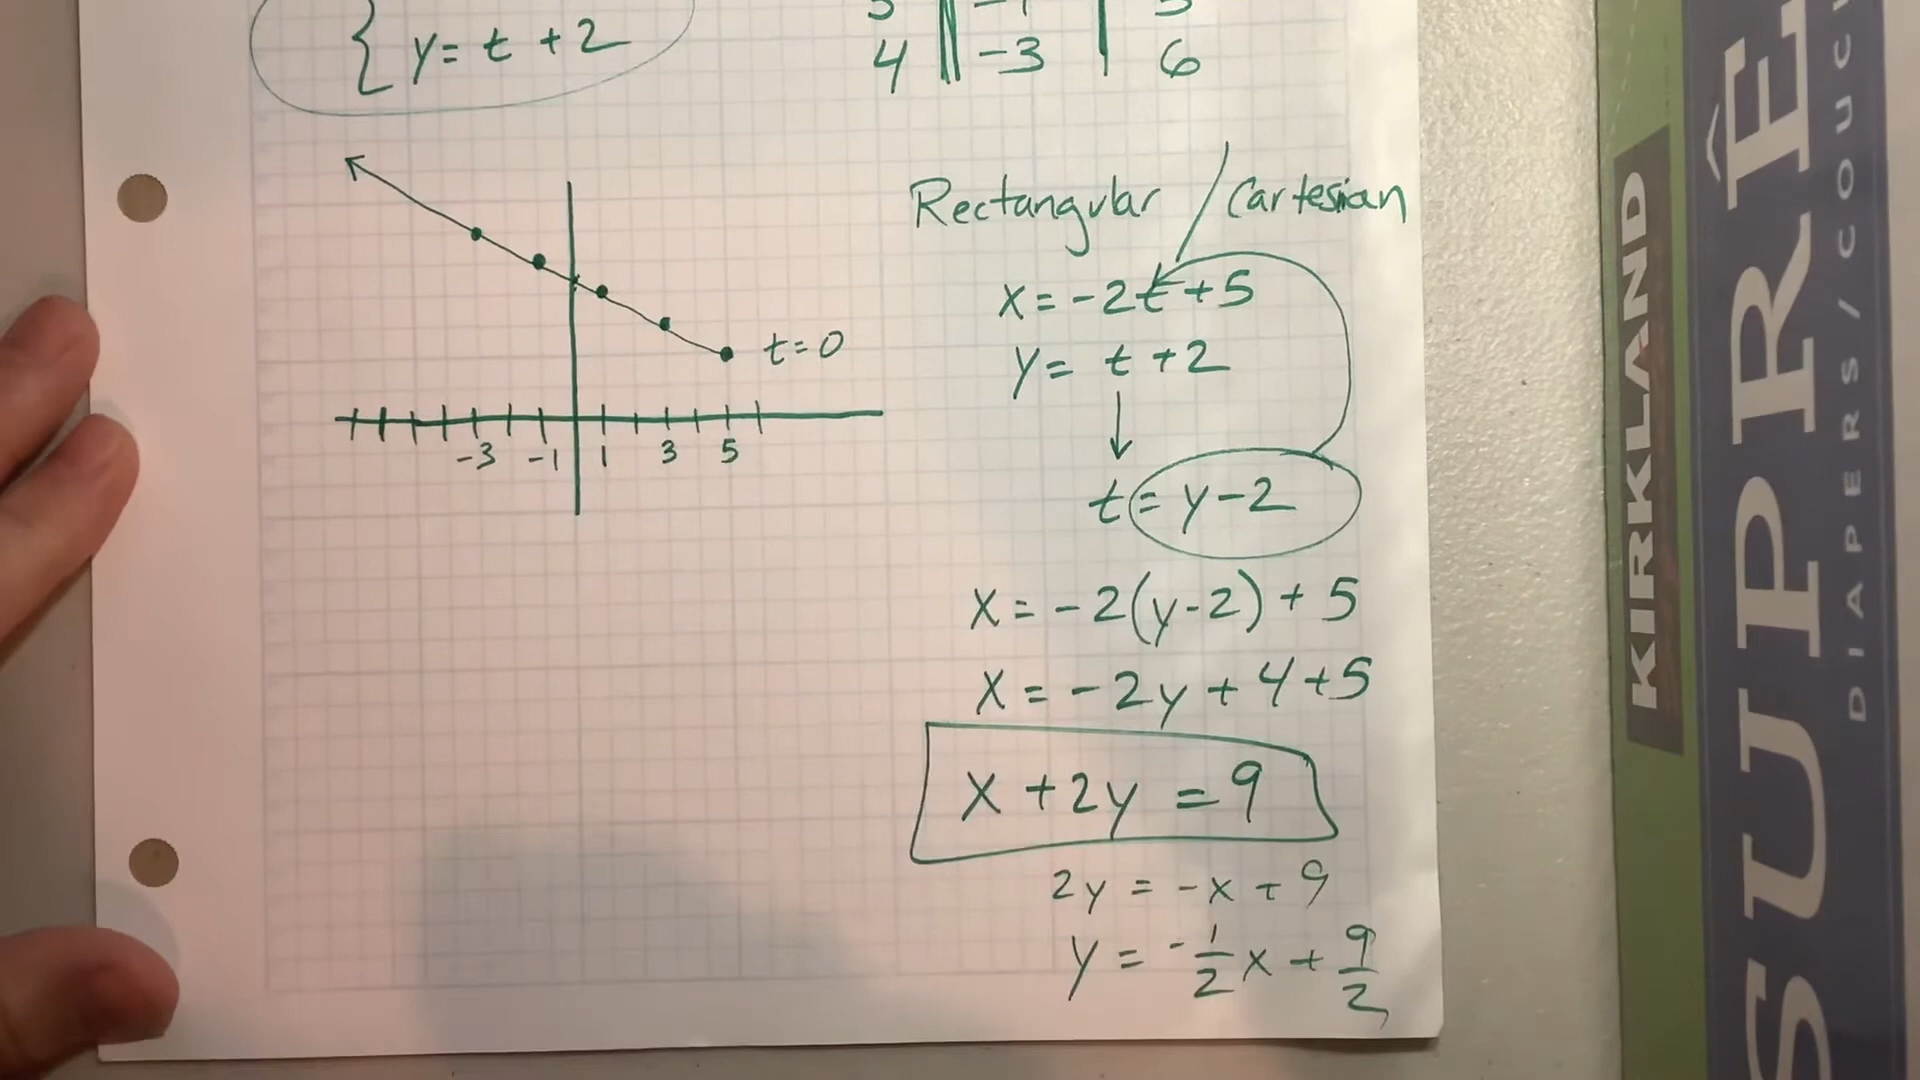 { y = t + 2
4 -3 6
t=0
-3 -1 1 3 5
Rectangular / Cartesian
x = -2t + 5
y = t + 2
t = y - 2
x = -2(y-2) + 5
x = -2y + 4 + 5
x + 2y = 9
2y = -x + 9
y = -1/2 x + 9/2
KIRKLAND
SUPRÊ
DIAPERS/COUC